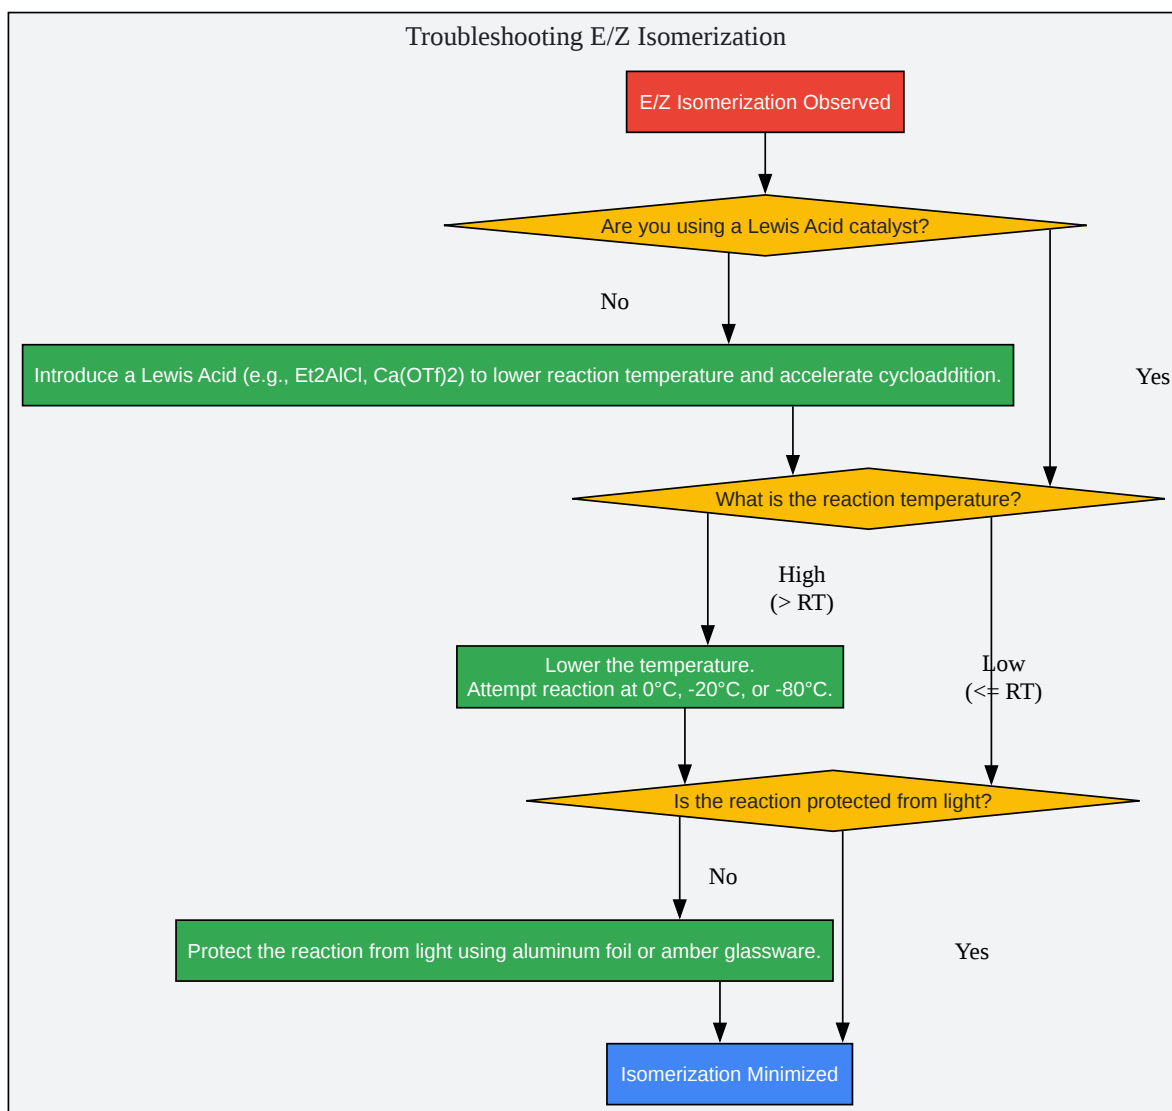 Troubleshooting E/Z Isomerization
E/Z Isomerization Observed
Are you using a Lewis Acid catalyst?
No
Introduce a Lewis Acid (e.g., Et2AlCl, Ca(OTf)2) to lower reaction temperature and accelerate cycloaddition.
Yes
What is the reaction temperature?
High
(> RT)
Lower the temperature.
Attempt reaction at 0°C, -20°C, or -80°C.
Low
(<= RT)
Is the reaction protected from light?
No
Protect the reaction from light using aluminum foil or amber glassware.
Yes
Isomerization Minimized